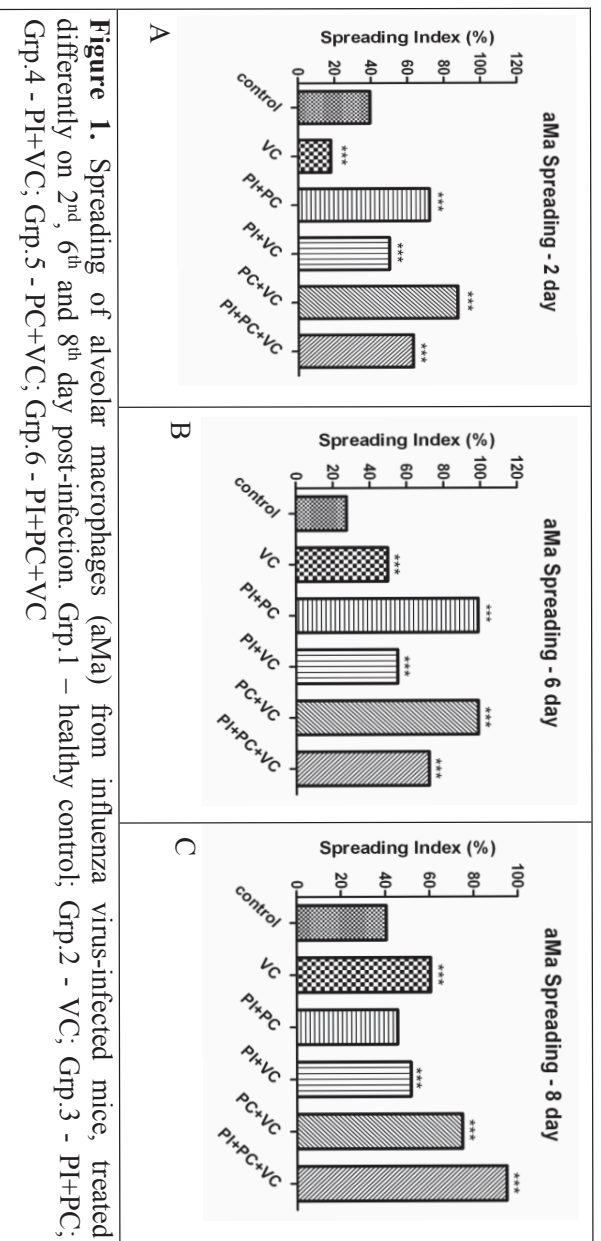 aMa Spreading - 2 day
Spreading Index (%)
120
100
80
60
40
20
0
***
***
***
***
***
control
VC
PI+PC
PI+VC
PC+VC
PI+PC+VC
A
aMa Spreading - 6 day
Spreading Index (%)
120
100
80
60
40
20
0
***
***
***
***
***
control
VC
PI+PC
PI+VC
PC+VC
PI+PC+VC
B
aMa Spreading - 8 day
Spreading Index (%)
100
80
60
40
20
0
***
***
***
***
control
VC
PI+PC
PI+VC
PC+VC
PI+PC+VC
C
Figure 1. Spreading of alveolar macrophages (aMa) from influenza virus-infected mice, treated
differently on 2nd, 6th and 8th day post-infection. Grp.1 – healthy control; Grp.2 - VC; Grp.3 - PI+PC;
Grp.4 - PI+VC; Grp.5 - PC+VC; Grp.6 - PI+PC+VC